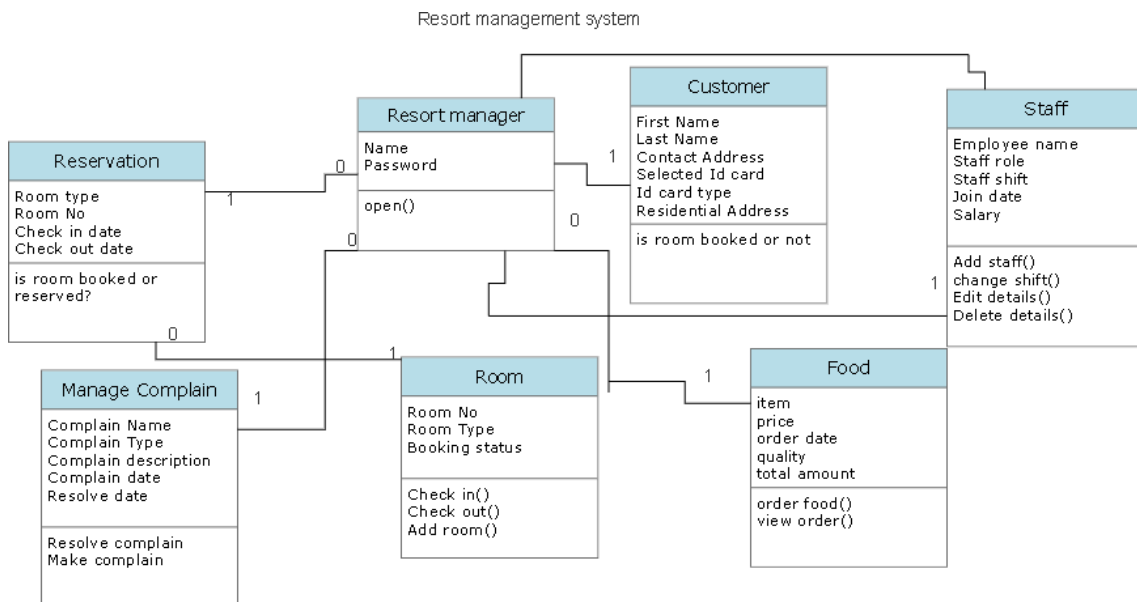 Resort management system
Resort manager
Name
Password
open()
Customer
First Name
Last Name
Contact Address
Selected Id card
Id card type
Residential Address
is room booked or not
Staff
Employee name
Staff role
Staff shift
Join date
Salary
Add staff()
change shift()
Edit details()
Delete details()
Reservation
Room type
Room No
Check in date
Check out date
is room booked or
reserved?
0
1
1
0
0
1
0
1
Manage Complain
Complain Name
Complain Type
Complain description
Complain date
Resolve date
Resolve complain
Make complain
1
Room
Room No
Room Type
Booking status
Check in()
Check out()
Add room()
1
Food
item
price
order date
quality
total amount
order food()
view order()